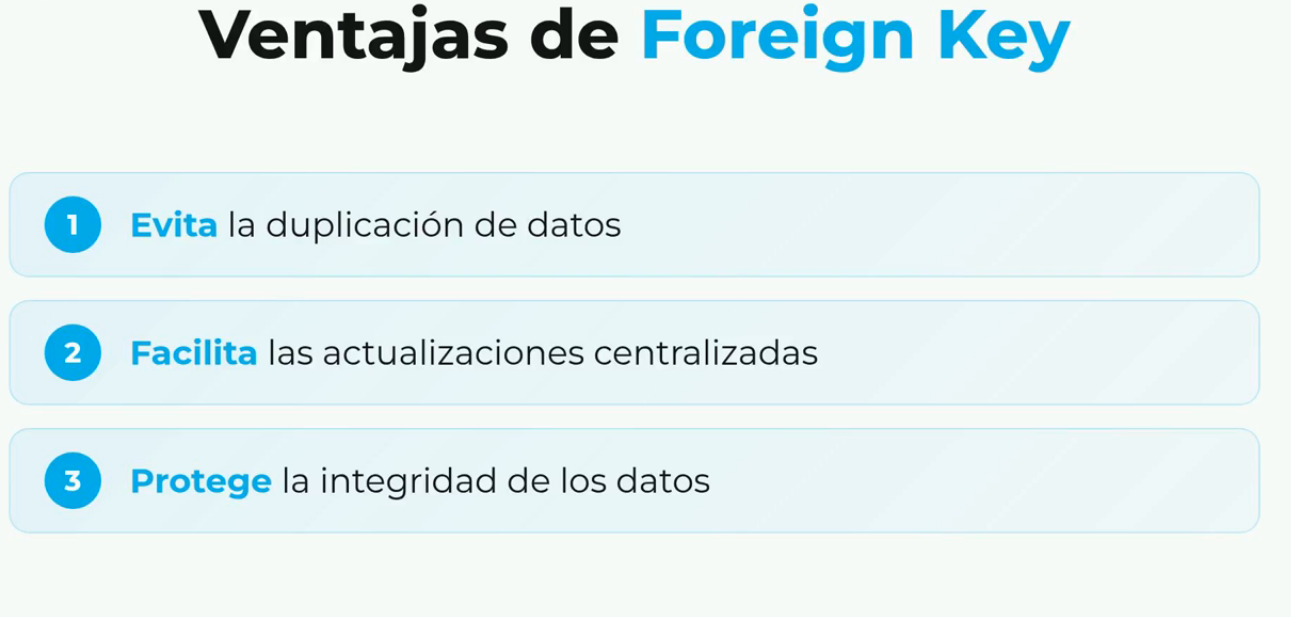 Ventajas de Foreign Key
1 Evita la duplicación de datos
2 Facilita las actualizaciones centralizadas
3 Protege la integridad de los datos